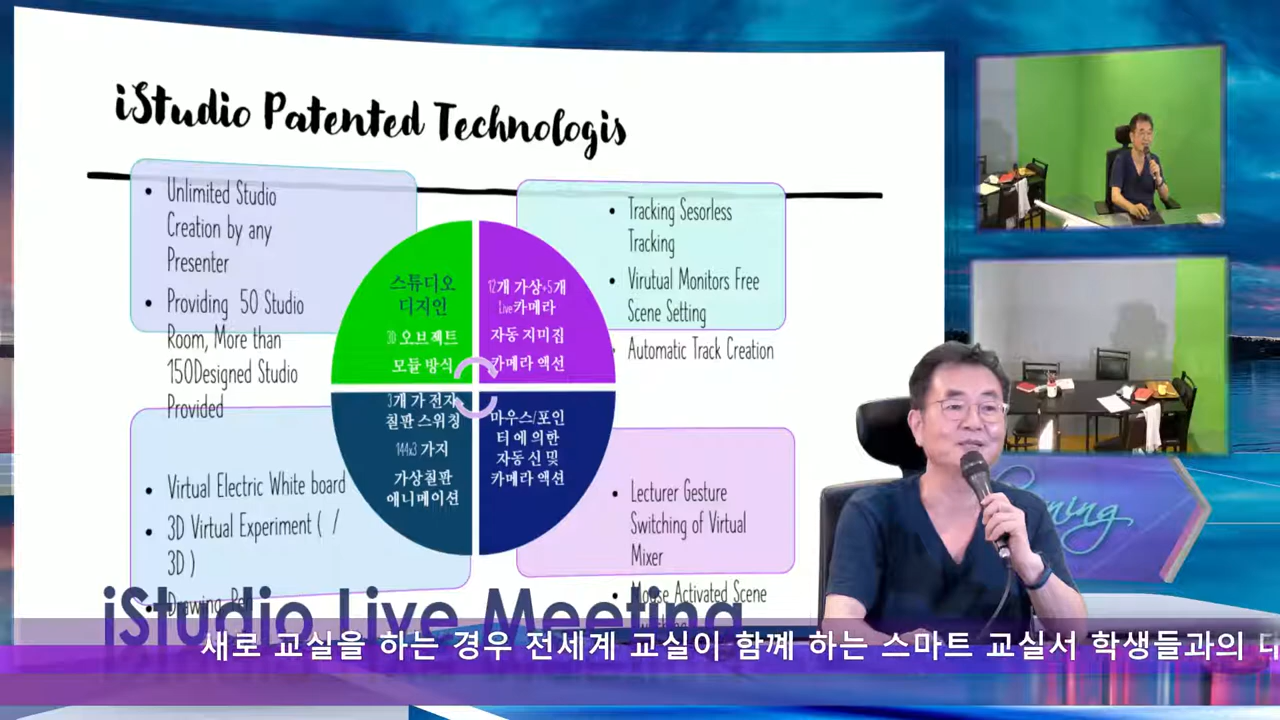 iStudio Patented Technologis
• Unlimited Studio
Creation by any
Presenter
• Providing 50 Studio
Room, More than
150Designed Studio
Provided
• Tracking Sesorless
Tracking
• Virutual Monitors Free
Scene Setting
• Automatic Track Creation
스튜디오
디자인
3D 오브젝트
모듈 방식
12개 가상+5개
Live카메라
자동 지미집
카메라 액션
3개 가 전자
칠판 스위칭
144x3 가지
가상칠판
애니메이션
마우스/포인
터 에 의한
자동 신 및
카메라 액션
• Virtual Electric White board
• 3D Virtual Experiment ( /
3D )
• Drawing Pen
• Lecturer Gesture
Switching of Virtual
Mixer
• Mouse Activated Scene
iStudio Live Meeting
새로 교실을 하는 경우 전세계 교실이 함꼐 하는 스마트 교실서 학생들과의